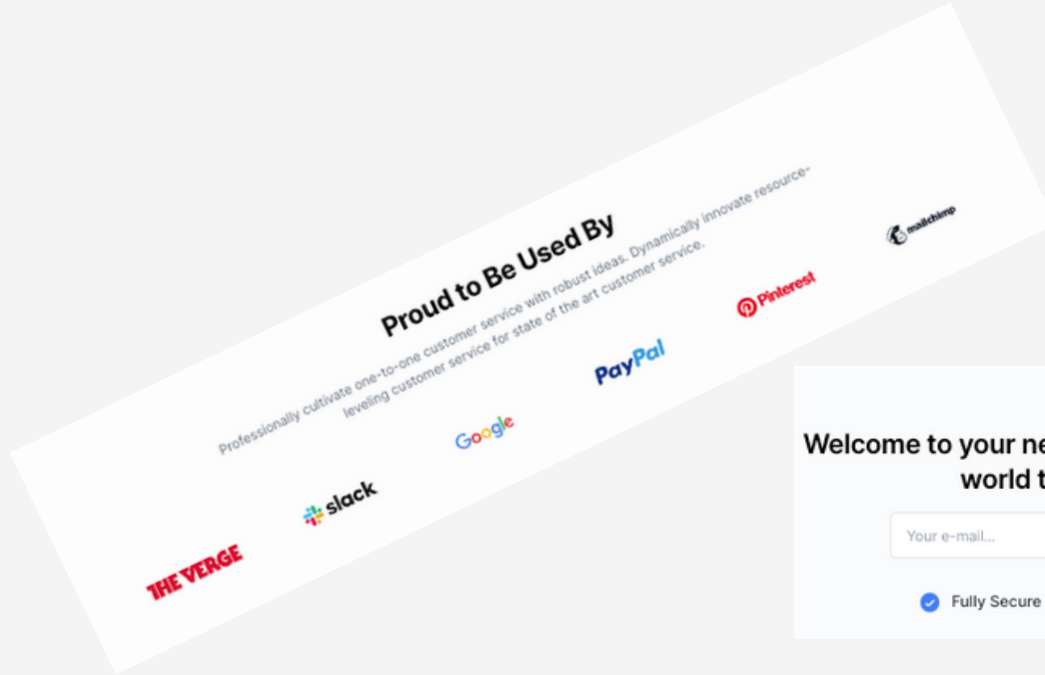 Proud to Be Used By
Professionally cultivate one-to-one customer service with robust ideas. Dynamically innovate resource-
leveling customer service for state of the art customer service.
THE VERGE
slack
Google
PayPal
Pinterest
mailchimp
Welcome to your ne
world t
Your e-mail...
Fully Secure